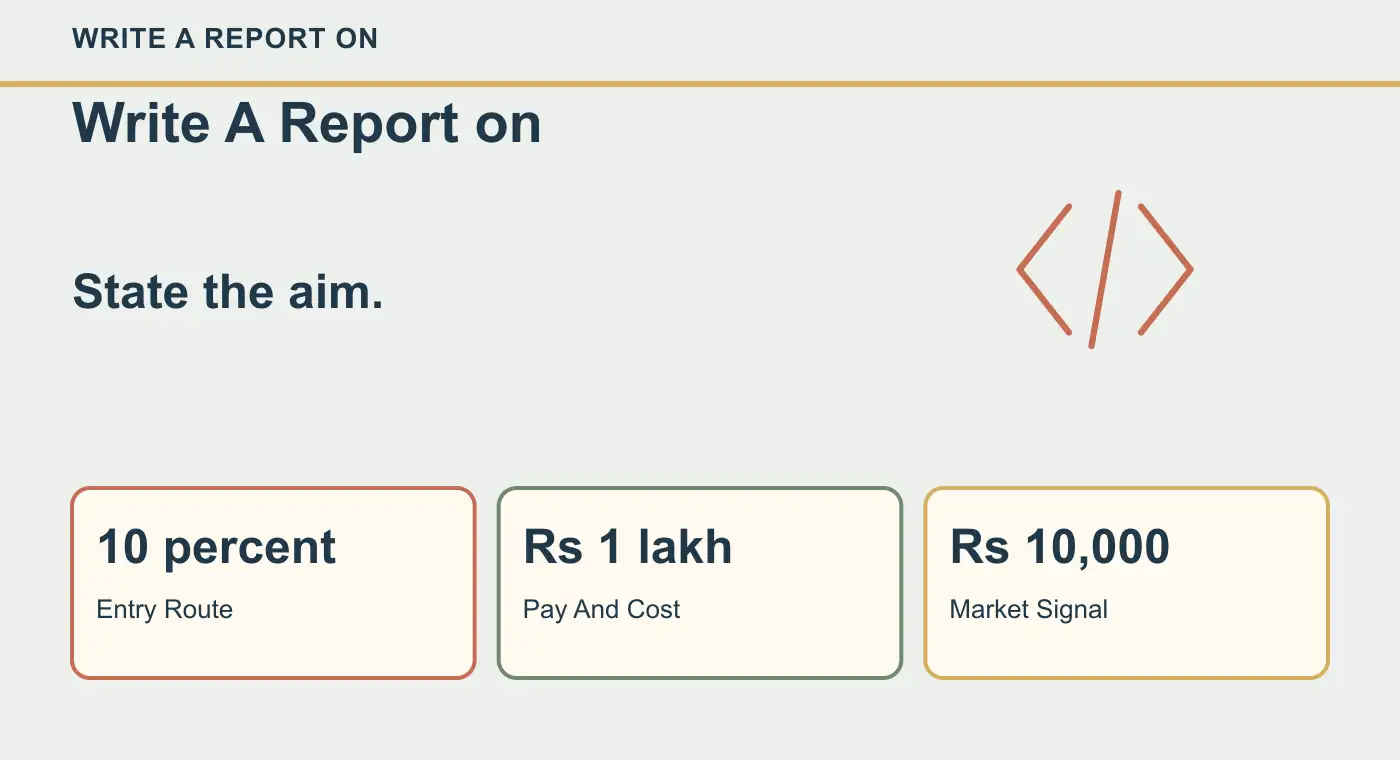 WRITE A REPORT ON
Write A Report on
State the aim.
10 percent
Entry Route
Rs 1 lakh
Pay And Cost
Rs 10,000
Market Signal